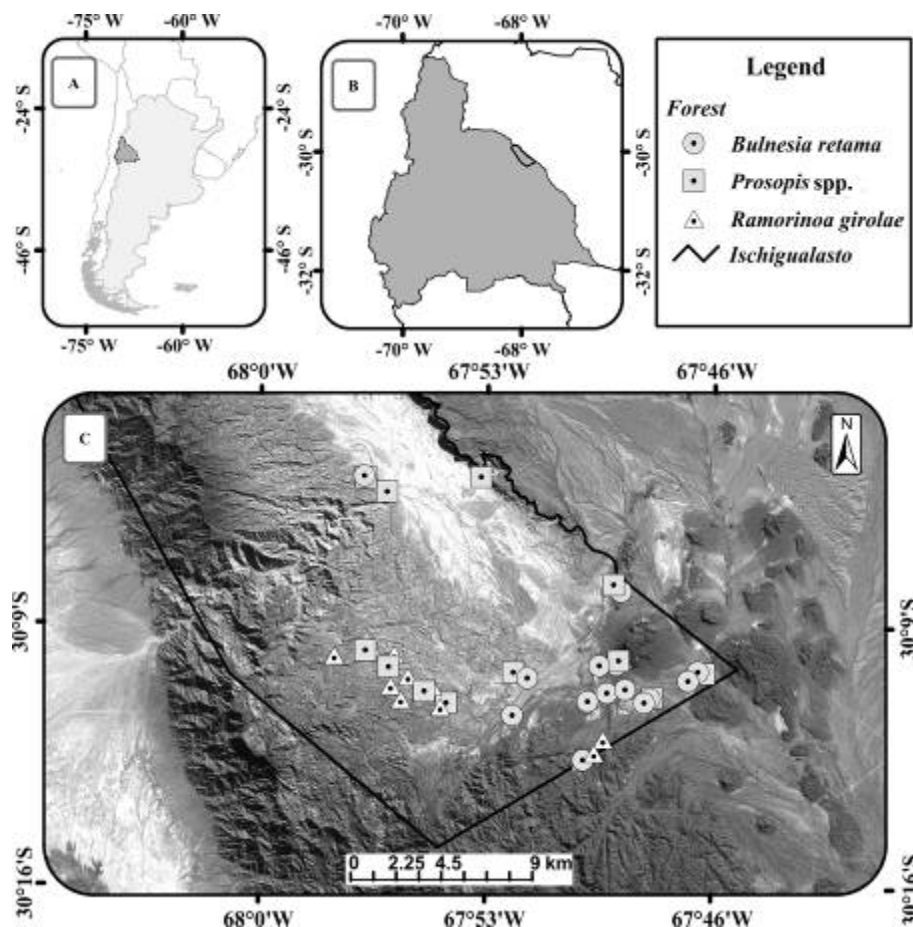 -75° W -60° W
A
-24° S
-24° S
-46° S
-46° S
-75° W -60° W
-70° W -68° W
B
-30° S
-30° S
-32° S
-32° S
-70° W -68° W
Legend
Forest
Bulnesia retama
Prosopis spp.
Ramorinoa girolae
Ischigualasto
68°0'W 67°53'W 67°46'W
C
N
30°9'S
30°16'S
0 2.25 4.5 9 km
30°16'S
68°0'W 67°53'W 67°46'W